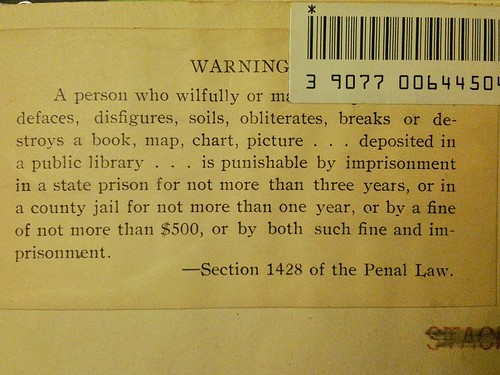 *
3 9077 0064450
WARNING
A person who wilfully or
defaces, disfigures, soils, obliterates, breaks or de-
stroys a book, map, chart, picture . . . deposited in
a public library . . . is punishable by imprisonment
in a state prison for not more than three years, or in
a county jail for not more than one year, or by a fine
of not more than $500, or by both such fine and im-
prisonment.
—Section 1428 of the Penal Law.